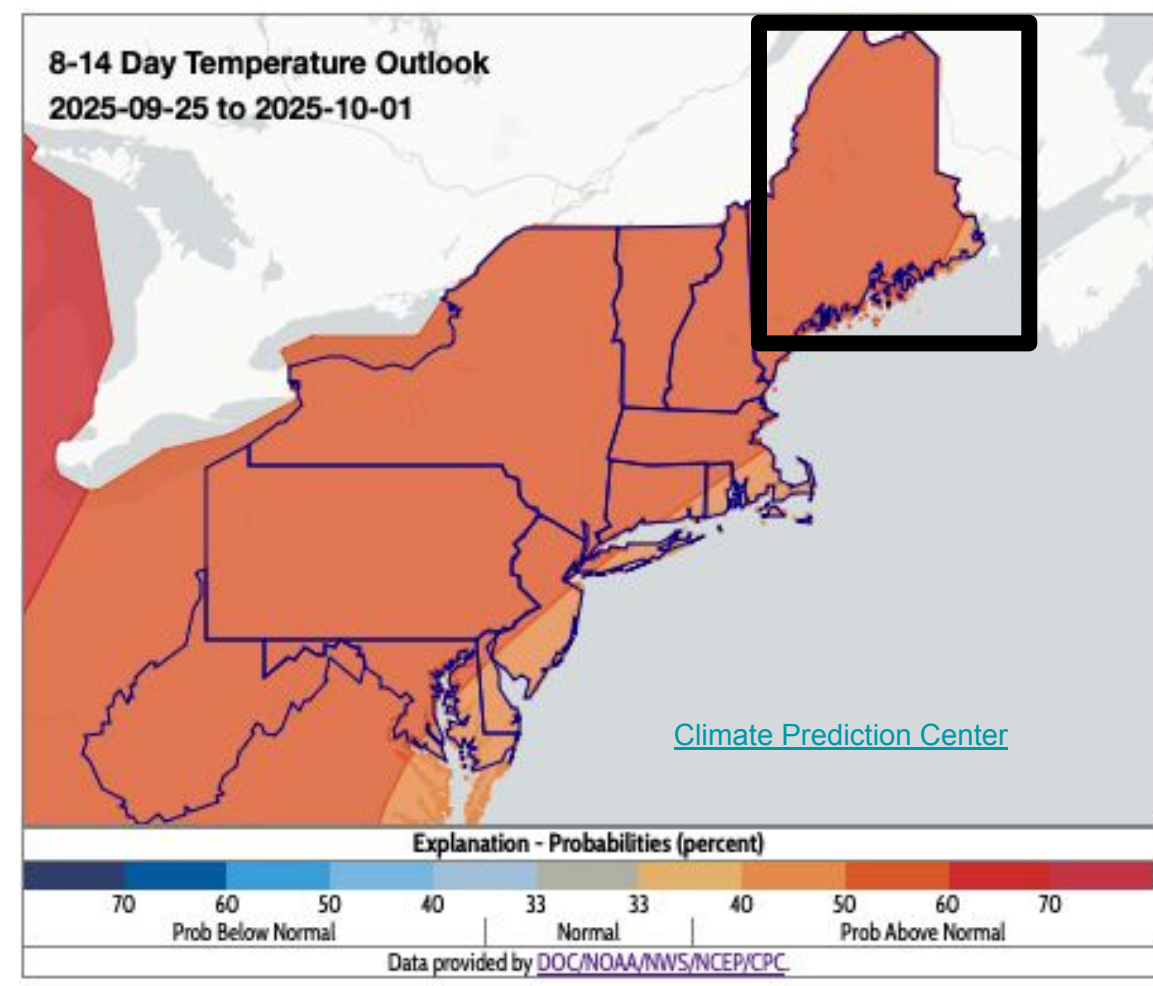 8-14 Day Temperature Outlook
2025-09-25 to 2025-10-01
Climate Prediction Center
Explanation - Probabilities (percent)
70 60 50 40 33 33 40 50 60 70
Prob Below Normal Normal Prob Above Normal
Data provided by DOC/NOAA/NWS/NCEP/CPC.